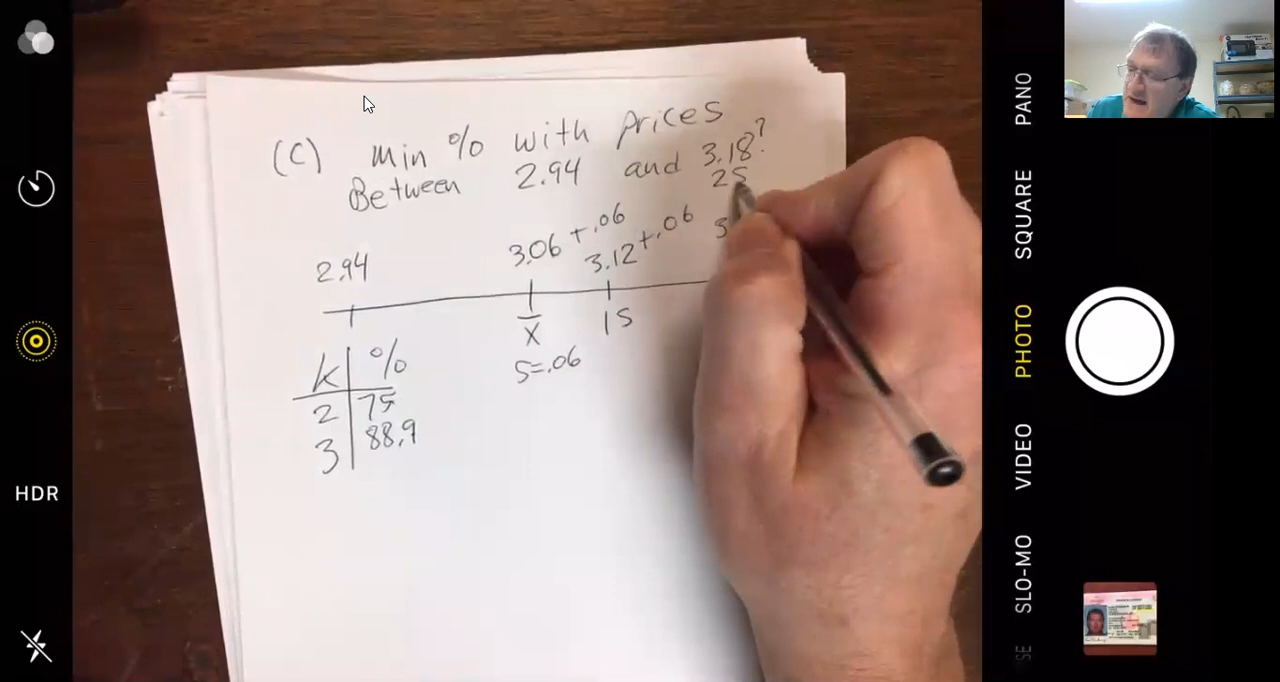 (C) Min % with prices
Between 2.94 and 3.18?
2S
2.94
3.06 +.06
3.12 +.06
X
1S
S=.06
K %
2 75
3 88.9
HDR
PANO
SQUARE
PHOTO
VIDEO
SLO-MO
SE